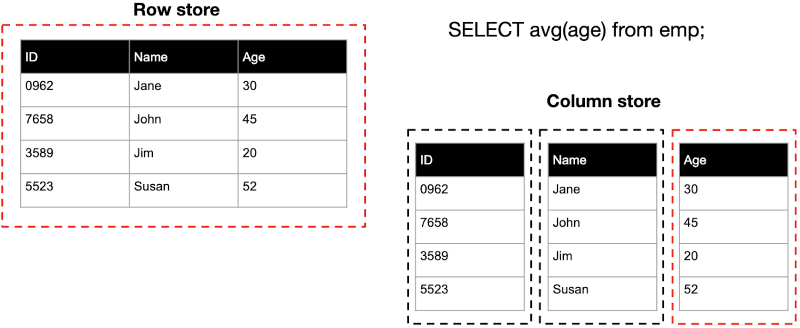 Row store
ID Name Age
0962 Jane 30
7658 John 45
3589 Jim 20
5523 Susan 52
SELECT avg(age) from emp;
Column store
ID Name Age
0962 Jane 30
7658 John 45
3589 Jim 20
5523 Susan 52